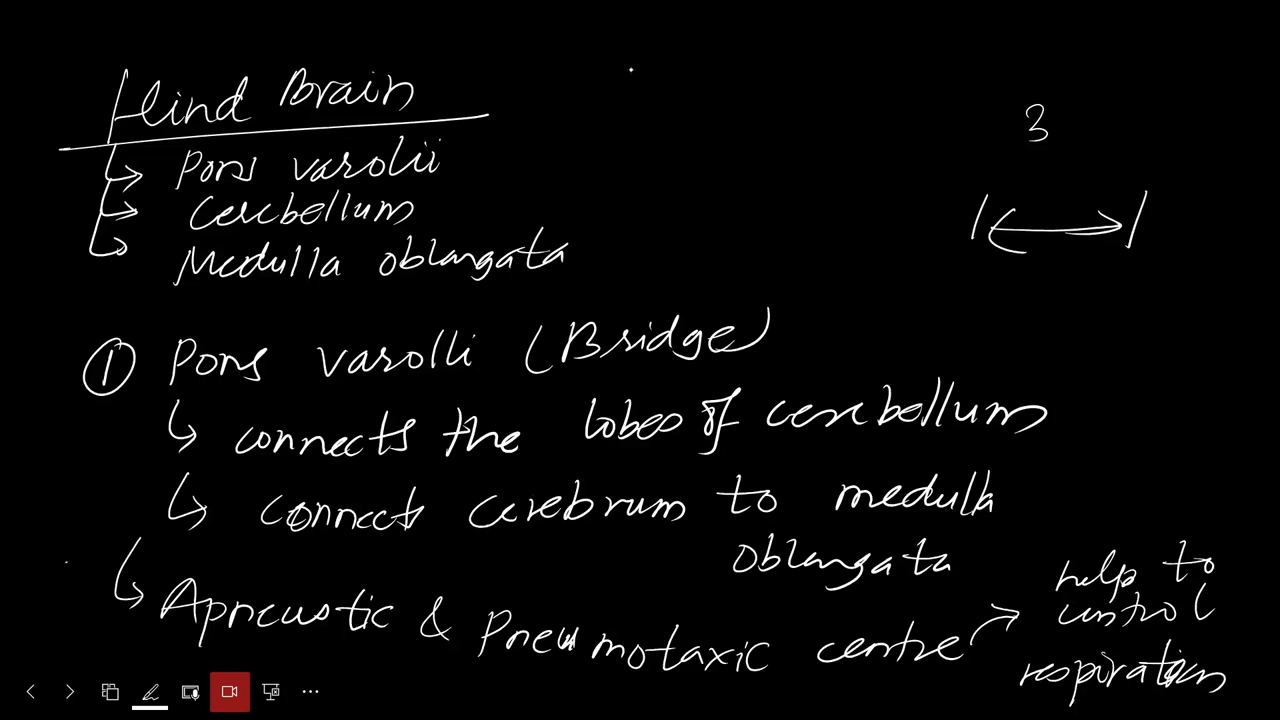 Hind Brain
Pons varolii
Cerebellum
Medulla oblangata
3
① Pons varolli (Bridge)
connects the lobes of cerebellum
connects cerebrum to medulla
oblangata
Apneustic & Pneumotaxic centre
help to
control
respiration